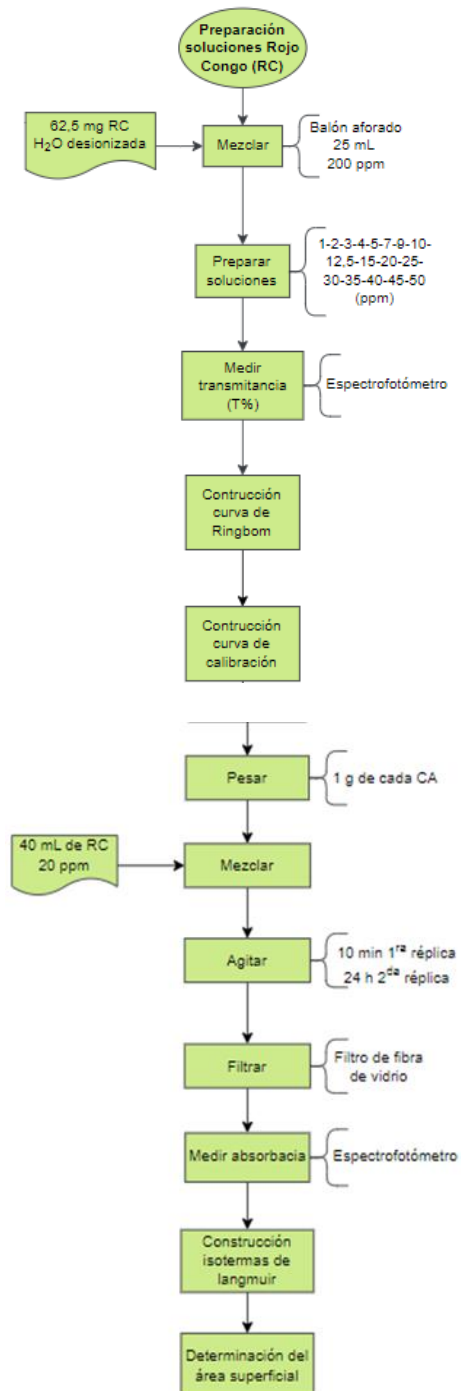 Preparación
soluciones Rojo
Congo (RC)
62,5 mg RC
H₂O desionizada
Mezclar
Balón aforado
25 mL
200 ppm
Preparar
soluciones
1-2-3-4-5-7-9-10-
12,5-15-20-25-
30-35-40-45-50
(ppm)
Medir
transmitancia
(T%)
Espectrofotómetro
Contrucción
curva de
Ringbom
Contrucción
curva de
calibración
Pesar
1 g de cada CA
40 mL de RC
20 ppm
Mezclar
Agitar
10 min 1ʳᵃ réplica
24 h 2ᵈᵃ réplica
Filtrar
Filtro de fibra
de vidrio
Medir absorbacia
Espectrofotómetro
Construcción
isotermas de
langmuir
Determinación del
área superficial